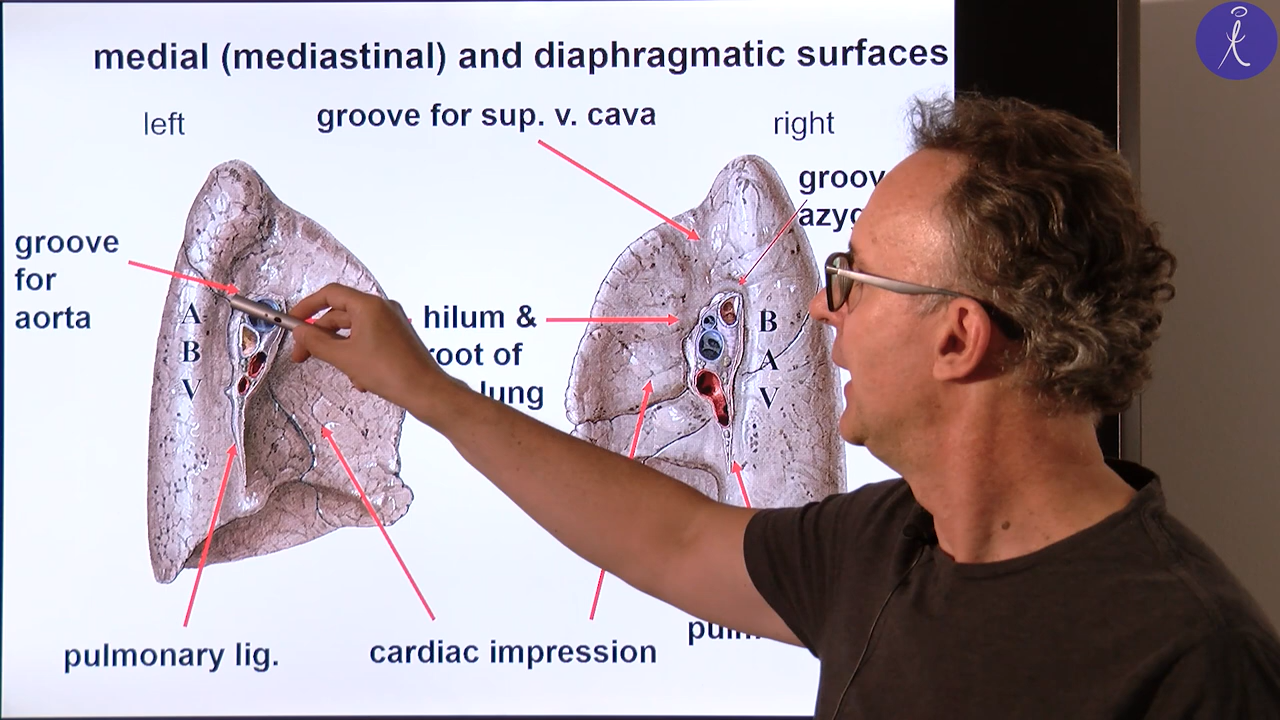 medial (mediastinal) and diaphragmatic surfaces
left
groove for sup. v. cava
right
groove
for
aorta
hilum &
root of
lung
A
B
V
B
A
V
pulmonary lig.
cardiac impression